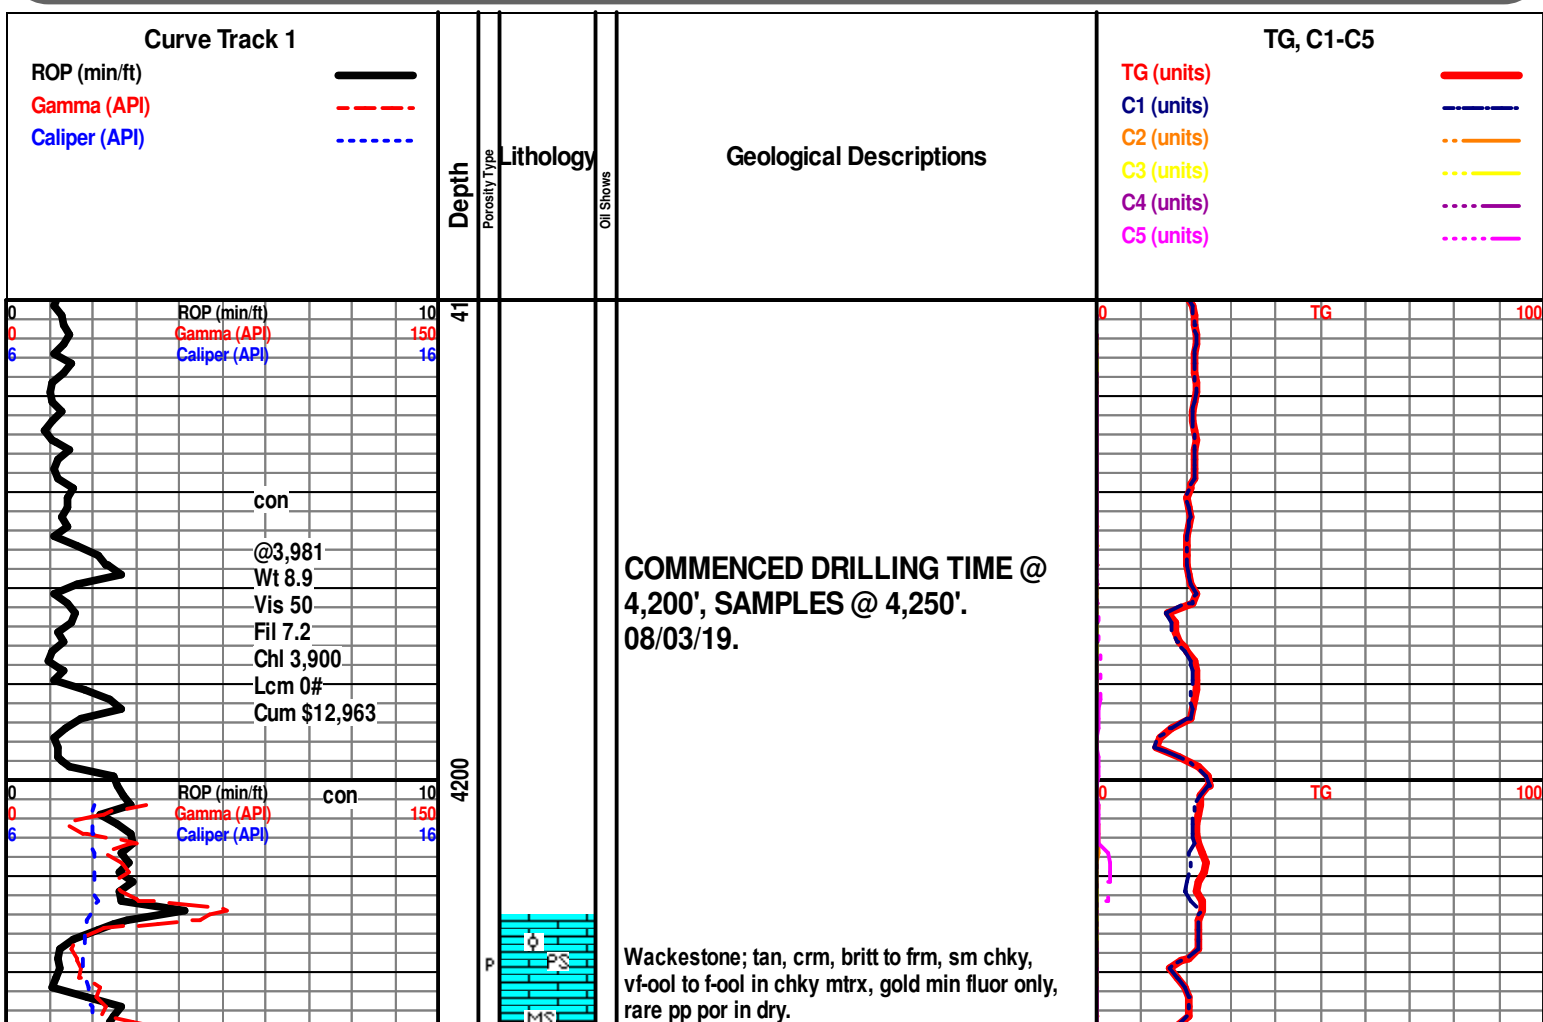 Curve Track 1
ROP (min/ft)
Gamma (API)
Caliper (API)
Depth
Porosity Type
Lithology
Oil Shows
Geological Descriptions
TG, C1-C5
TG (units)
C1 (units)
C2 (units)
C3 (units)
C4 (units)
C5 (units)
0 ROP (min/ft) 10
0 Gamma (API) 150
6 Caliper (API) 16
41
0 TG 100
con
@3,981
Wt 8.9
Vis 50
Fil 7.2
Chl 3,900
Lcm 0#
Cum $12,963
COMMENCED DRILLING TIME @
4,200', SAMPLES @ 4,250'.
08/03/19.
4200
0 ROP (min/ft) con 10
0 Gamma (API) 150
6 Caliper (API) 16
0 TG 100
P
PS
MS
Wackestone; tan, crm, britt to frm, sm chky,
vf-ool to f-ool in chky mtrx, gold min fluor only,
rare pp por in dry.